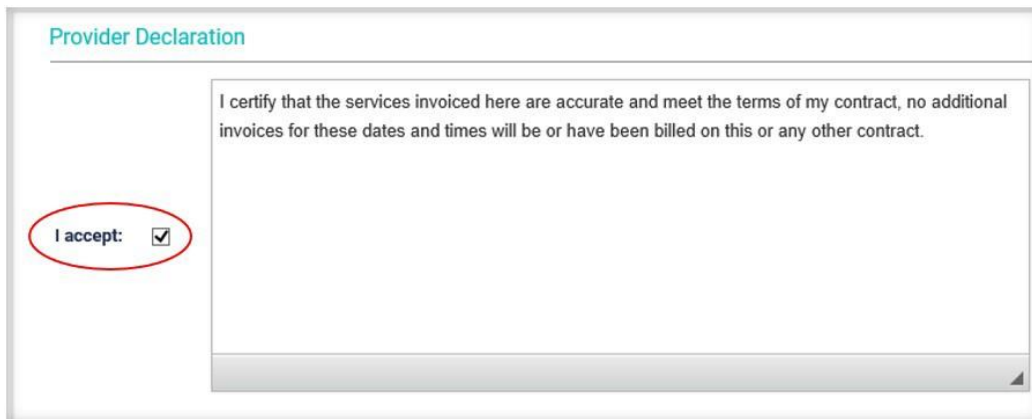 Provider Declaration
I certify that the services invoiced here are accurate and meet the terms of my contract, no additional
invoices for these dates and times will be or have been billed on this or any other contract.
I accept: